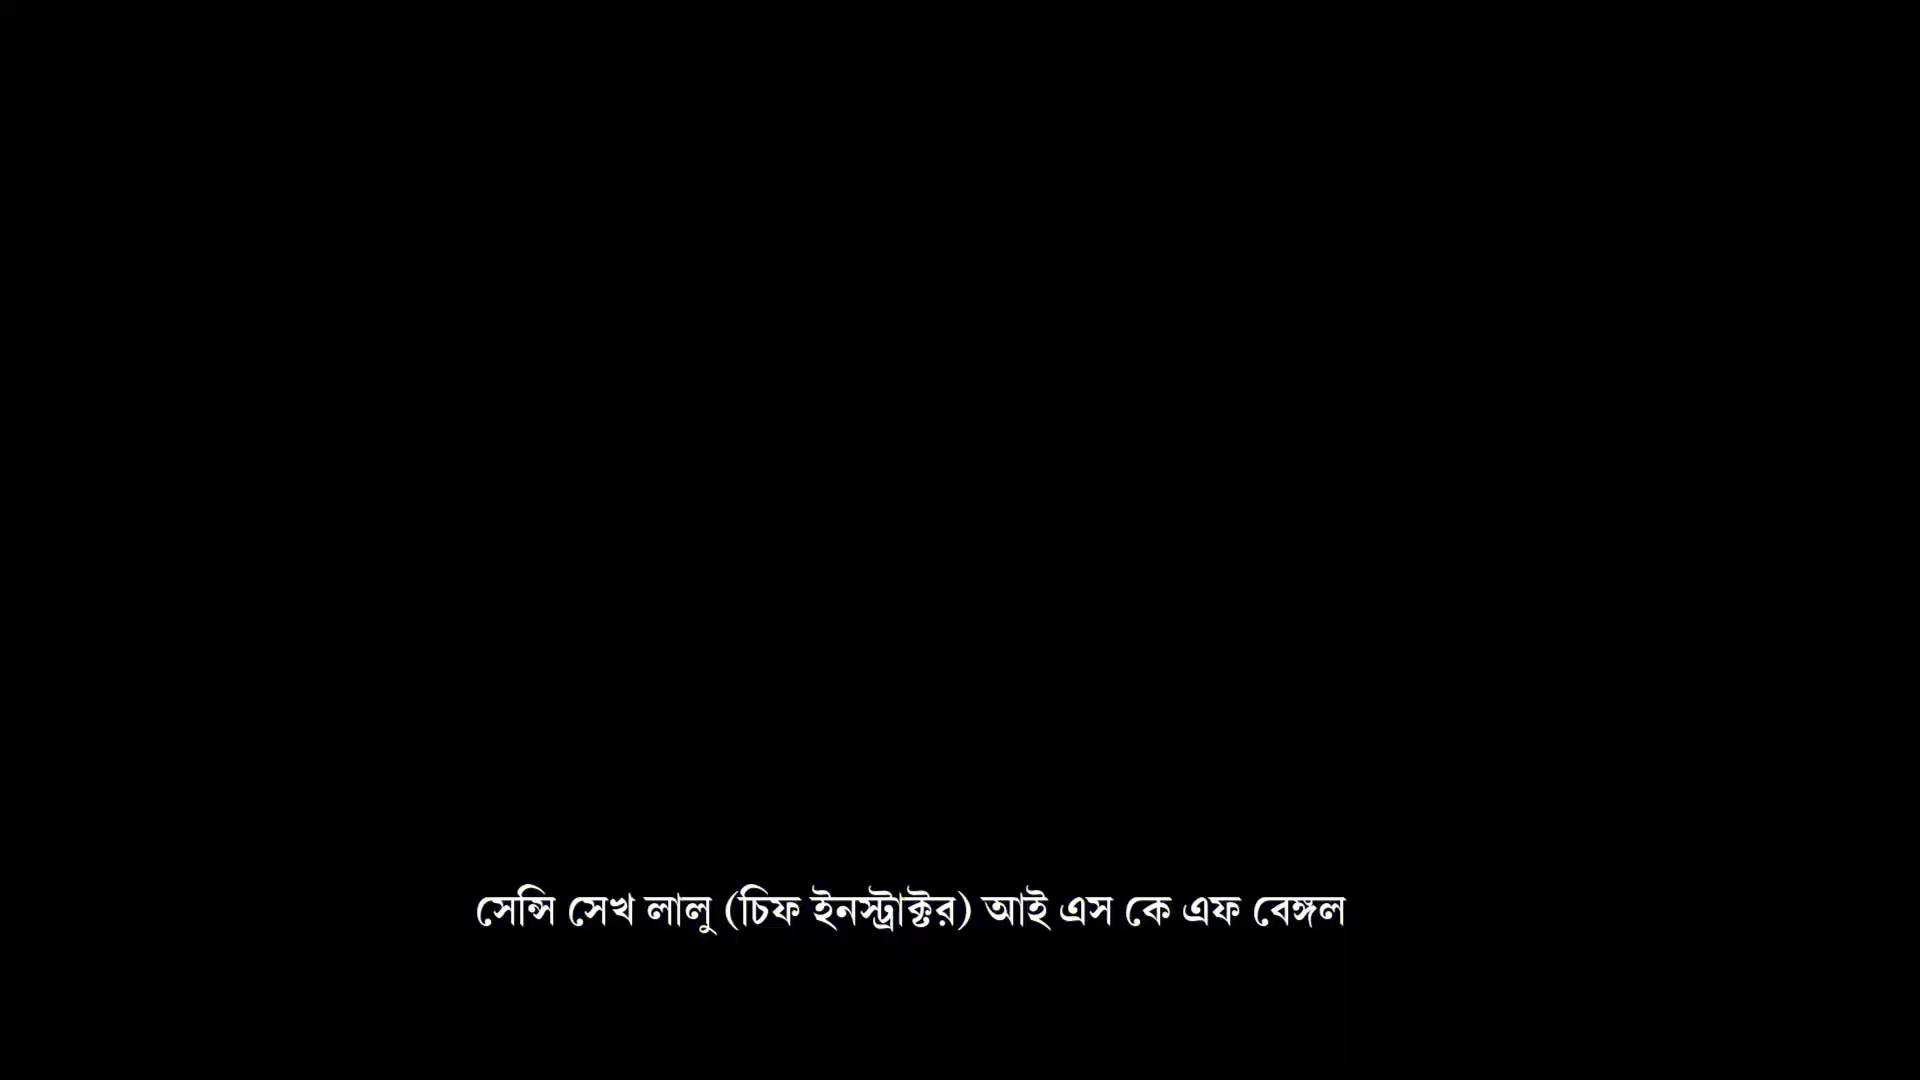 সেন্সি সেখ লালু (চিফ ইনস্ট্রাক্টর) আই এস কে এফ বেঙ্গল